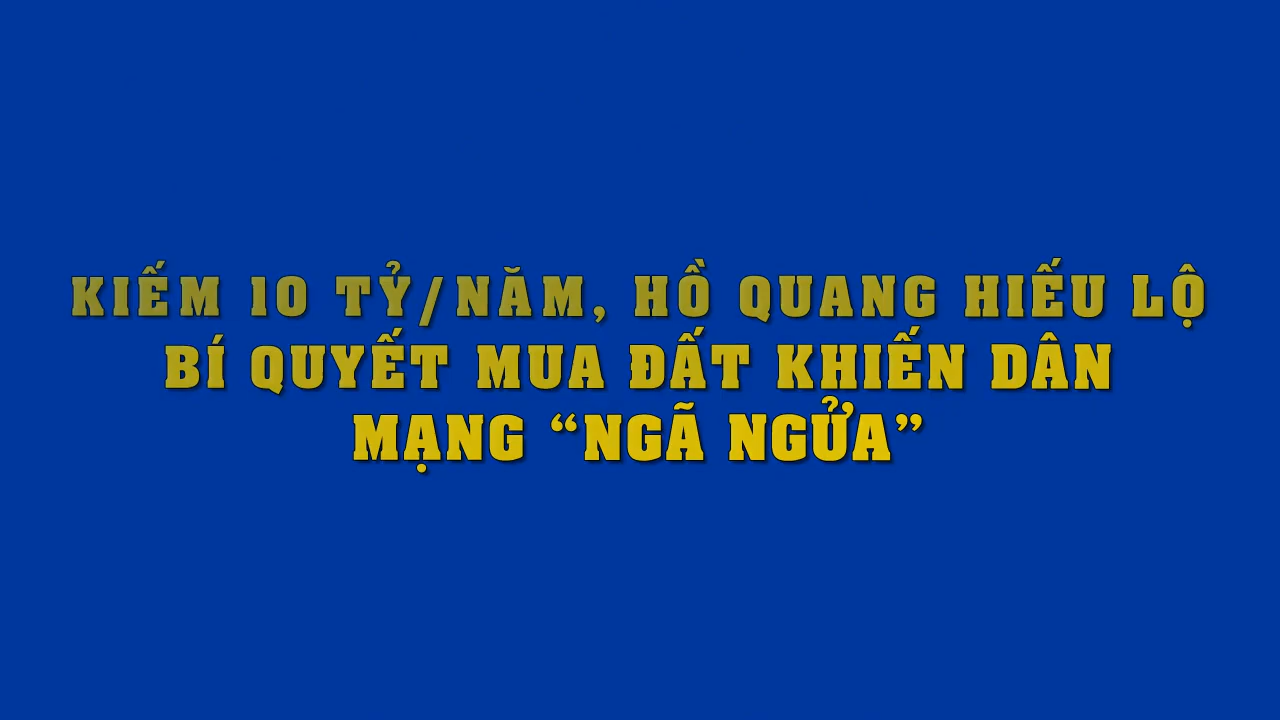 KIẾM 10 TỶ/NĂM, HỒ QUANG HIẾU LỘ
BÍ QUYẾT MUA ĐẤT KHIẾN DÂN
MẠNG “NGÃ NGỬA”